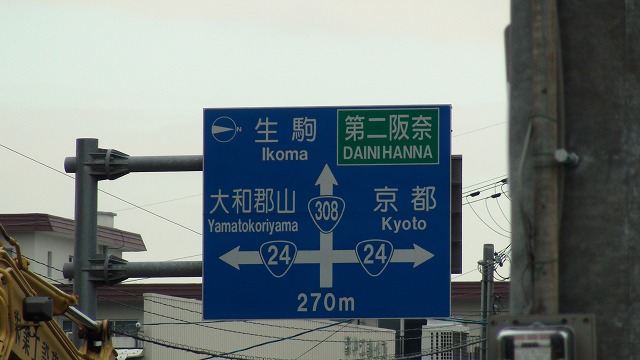 N
生駒
Ikoma
第二阪奈
DAINI HANNA
大和郡山
Yamatokoriyama
京都
Kyoto
308
24
24
270m